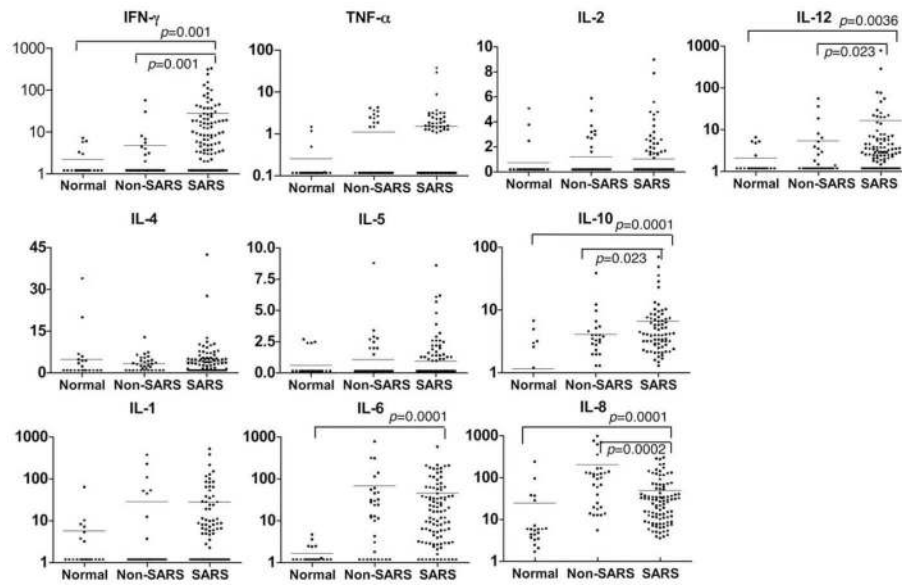 IFN-γ
TNF-α
IL-2
IL-12
p=0.001
p=0.001
p=0.0036
p=0.023
1000
100
10
1
100
10
1
0.1
10
8
6
4
2
0
1000
100
10
1
Normal Non-SARS SARS
Normal Non-SARS SARS
Normal Non-SARS SARS
Normal Non-SARS SARS
IL-4
IL-5
IL-10
p=0.0001
p=0.023
45
30
15
0
10.0
7.5
5.0
2.5
0.0
100
10
1
Normal Non-SARS SARS
Normal Non-SARS SARS
Normal Non-SARS SARS
IL-1
IL-6
IL-8
p=0.0001
p=0.0001
p=0.0002
1000
100
10
1
1000
100
10
1
1000
100
10
1
Normal Non-SARS SARS
Normal Non-SARS SARS
Normal Non-SARS SARS